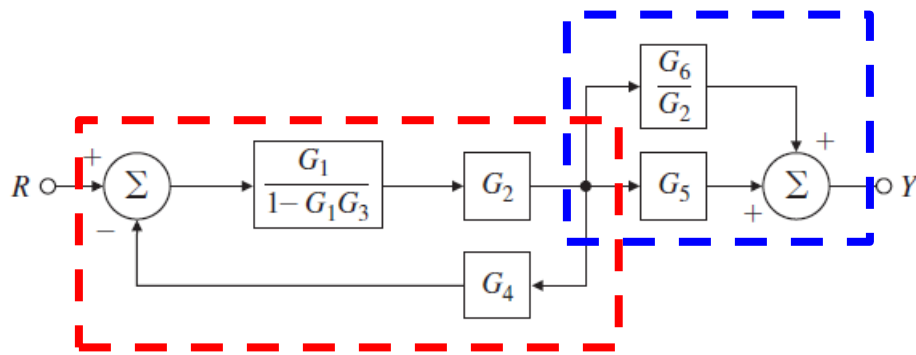 G6
G2
+
+
R
Σ
G1
1– G1G3
G2
G5
Σ
Y
–
+
G4